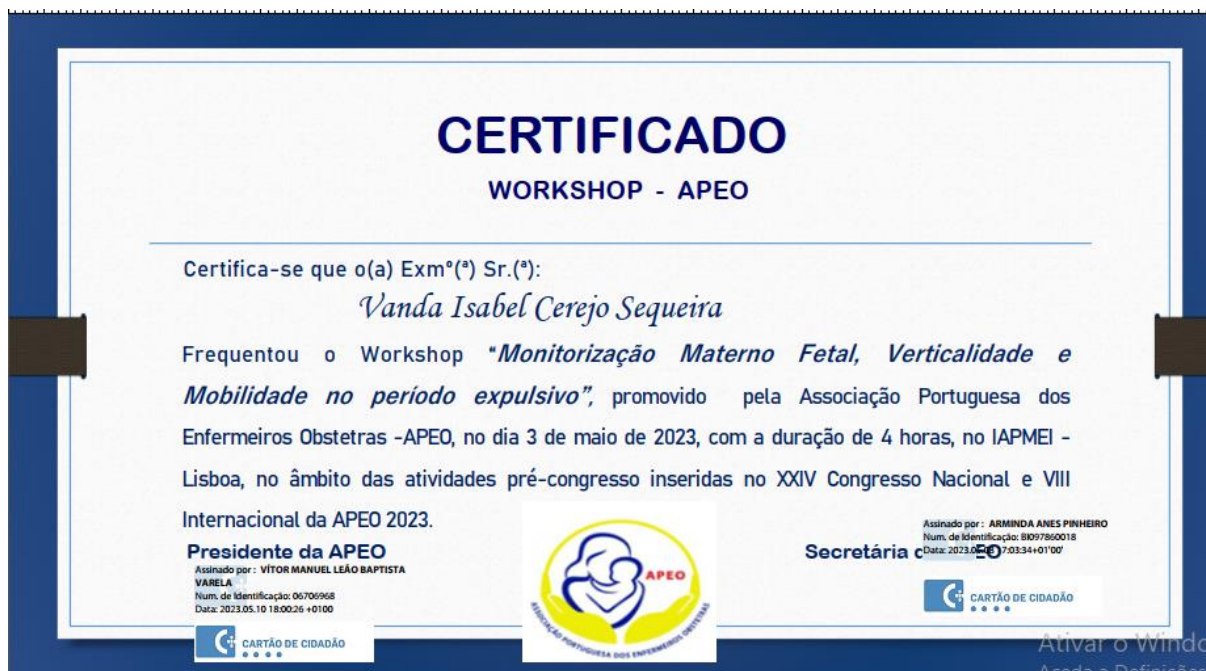 CERTIFICADO
WORKSHOP - APEO
Certifica-se que o(a) Exmº(ª) Sr.(ª):
Vanda Isabel Cerejo Sequeira
Frequentou o Workshop “Monitorização Materno Fetal, Verticalidade e
Mobilidade no período expulsivo”, promovido pela Associação Portuguesa dos
Enfermeiros Obstetras -APEO, no dia 3 de maio de 2023, com a duração de 4 horas, no IAPMEI -
Lisboa, no âmbito das atividades pré-congresso inseridas no XXIV Congresso Nacional e VIII
Internacional da APEO 2023.
Presidente da APEO
Assinado por : VÍTOR MANUEL LEÃO BAPTISTA
VARELA
Num. de Identificação: 06706968
Data: 2023.05.10 18:00:26 +0100
CARTÃO DE CIDADÃO
APEO
ASSOCIAÇÃO PORTUGUESA DOS ENFERMEIROS OBSTETRAS
Secretária
Assinado por : ARMINDA ANES PINHEIRO
Num. de Identificação: BI097860018
CARTÃO DE CIDADÃO
Ativar o Windo